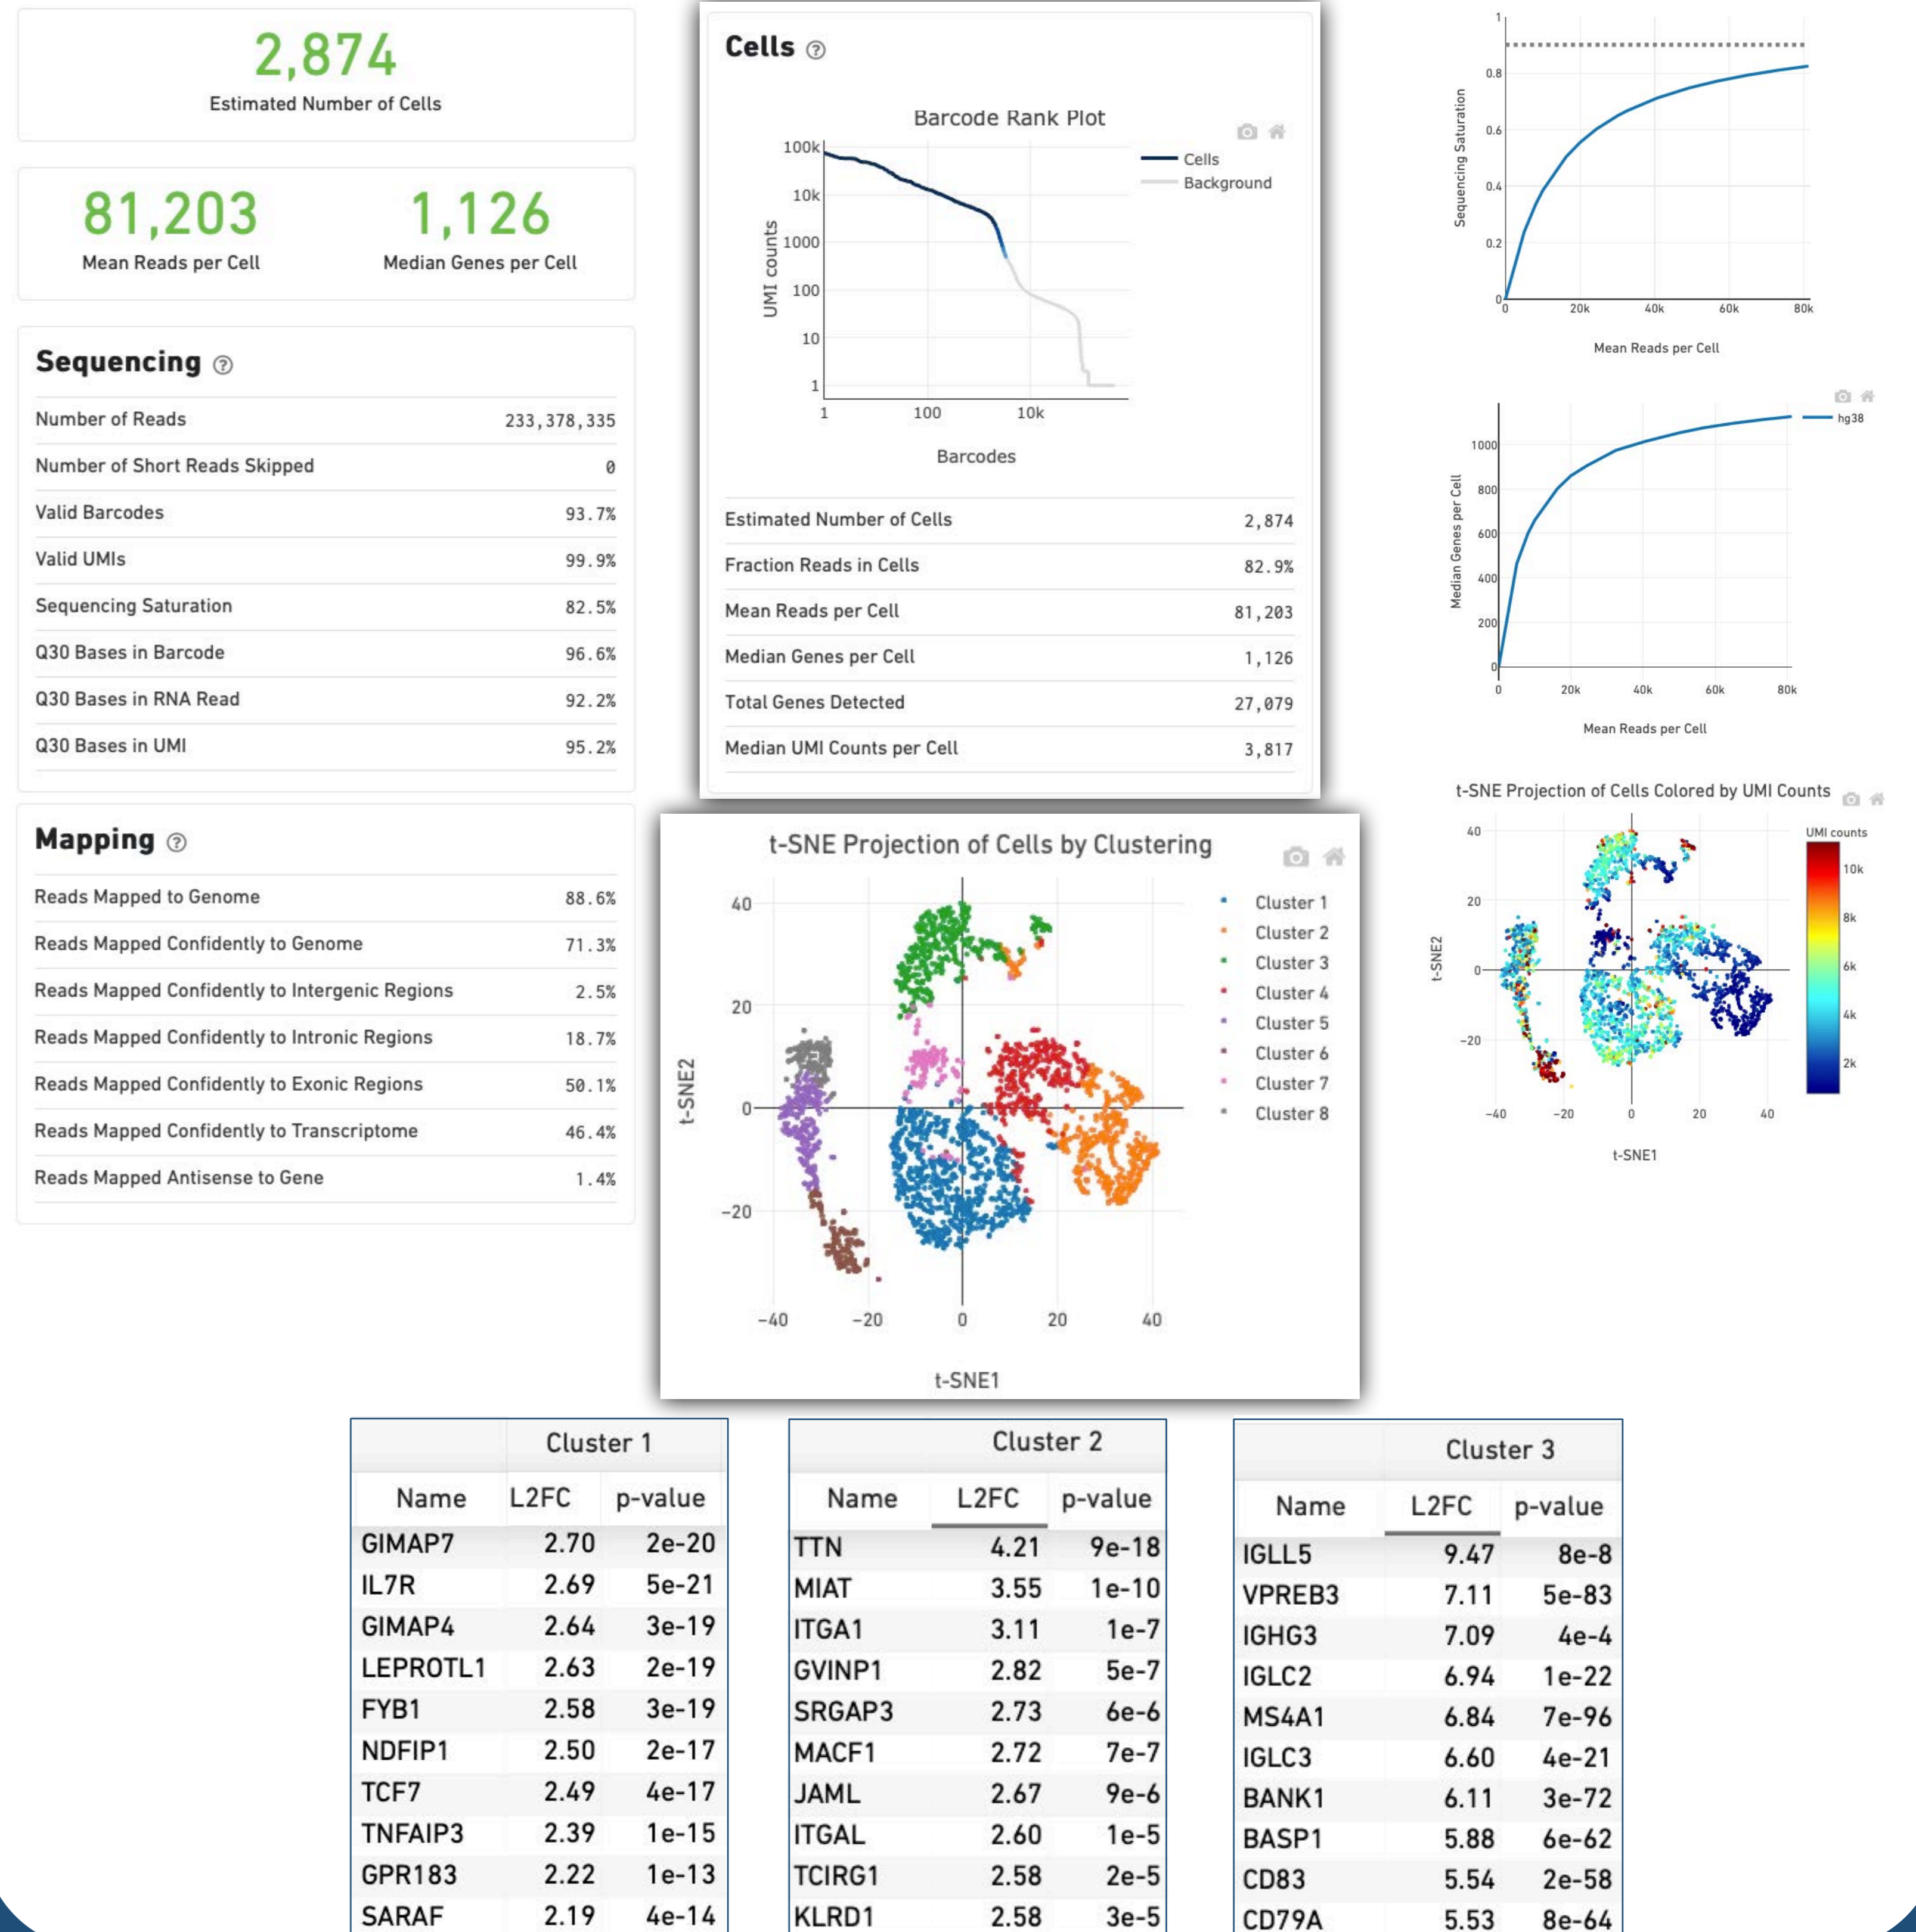 2,874
Estimated Number of Cells
81,203 1,126
Mean Reads per Cell Median Genes per Cell
Sequencing ?
Number of Reads 233,378,335
Number of Short Reads Skipped 0
Valid Barcodes 93.7%
Valid UMIs 99.9%
Sequencing Saturation 82.5%
Q30 Bases in Barcode 96.6%
Q30 Bases in RNA Read 92.2%
Q30 Bases in UMI 95.2%
Mapping ?
Reads Mapped to Genome 88.6%
Reads Mapped Confidently to Genome 71.3%
Reads Mapped Confidently to Intergenic Regions 2.5%
Reads Mapped Confidently to Intronic Regions 18.7%
Reads Mapped Confidently to Exonic Regions 50.1%
Reads Mapped Confidently to Transcriptome 46.4%
Reads Mapped Antisense to Gene 1.4%
Cells ?
Barcode Rank Plot
100k
10k
1000
100
10
1
UMI counts
1 100 10k
Barcodes
Cells
Background
Estimated Number of Cells 2,874
Fraction Reads in Cells 82.9%
Mean Reads per Cell 81,203
Median Genes per Cell 1,126
Total Genes Detected 27,079
Median UMI Counts per Cell 3,817
t-SNE Projection of Cells by Clustering
40
20
0
−20
t-SNE2
−40 −20 0 20 40
t-SNE1
Cluster 1
Cluster 2
Cluster 3
Cluster 4
Cluster 5
Cluster 6
Cluster 7
Cluster 8
1
0.8
0.6
0.4
0.2
0
Sequencing Saturation
0 20k 40k 60k 80k
Mean Reads per Cell
hg38
1000
800
600
400
200
0
Median Genes per Cell
0 20k 40k 60k 80k
Mean Reads per Cell
t-SNE Projection of Cells Colored by UMI Counts
40
20
0
−20
t-SNE2
−40 −20 0 20 40
t-SNE1
UMI counts
10k
8k
6k
4k
2k
Cluster 1
Name L2FC p-value
GIMAP7 2.70 2e-20
IL7R 2.69 5e-21
GIMAP4 2.64 3e-19
LEPROTL1 2.63 2e-19
FYB1 2.58 3e-19
NDFIP1 2.50 2e-17
TCF7 2.49 4e-17
TNFAIP3 2.39 1e-15
GPR183 2.22 1e-13
SARAF 2.19 4e-14
Cluster 2
Name L2FC p-value
TTN 4.21 9e-18
MIAT 3.55 1e-10
ITGA1 3.11 1e-7
GVINP1 2.82 5e-7
SRGAP3 2.73 6e-6
MACF1 2.72 7e-7
JAML 2.67 9e-6
ITGAL 2.60 1e-5
TCIRG1 2.58 2e-5
KLRD1 2.58 3e-5
Cluster 3
Name L2FC p-value
IGLL5 9.47 8e-8
VPREB3 7.11 5e-83
IGHG3 7.09 4e-4
IGLC2 6.94 1e-22
MS4A1 6.84 7e-96
IGLC3 6.60 4e-21
BANK1 6.11 3e-72
BASP1 5.88 6e-62
CD83 5.54 2e-58
CD79A 5.53 8e-64